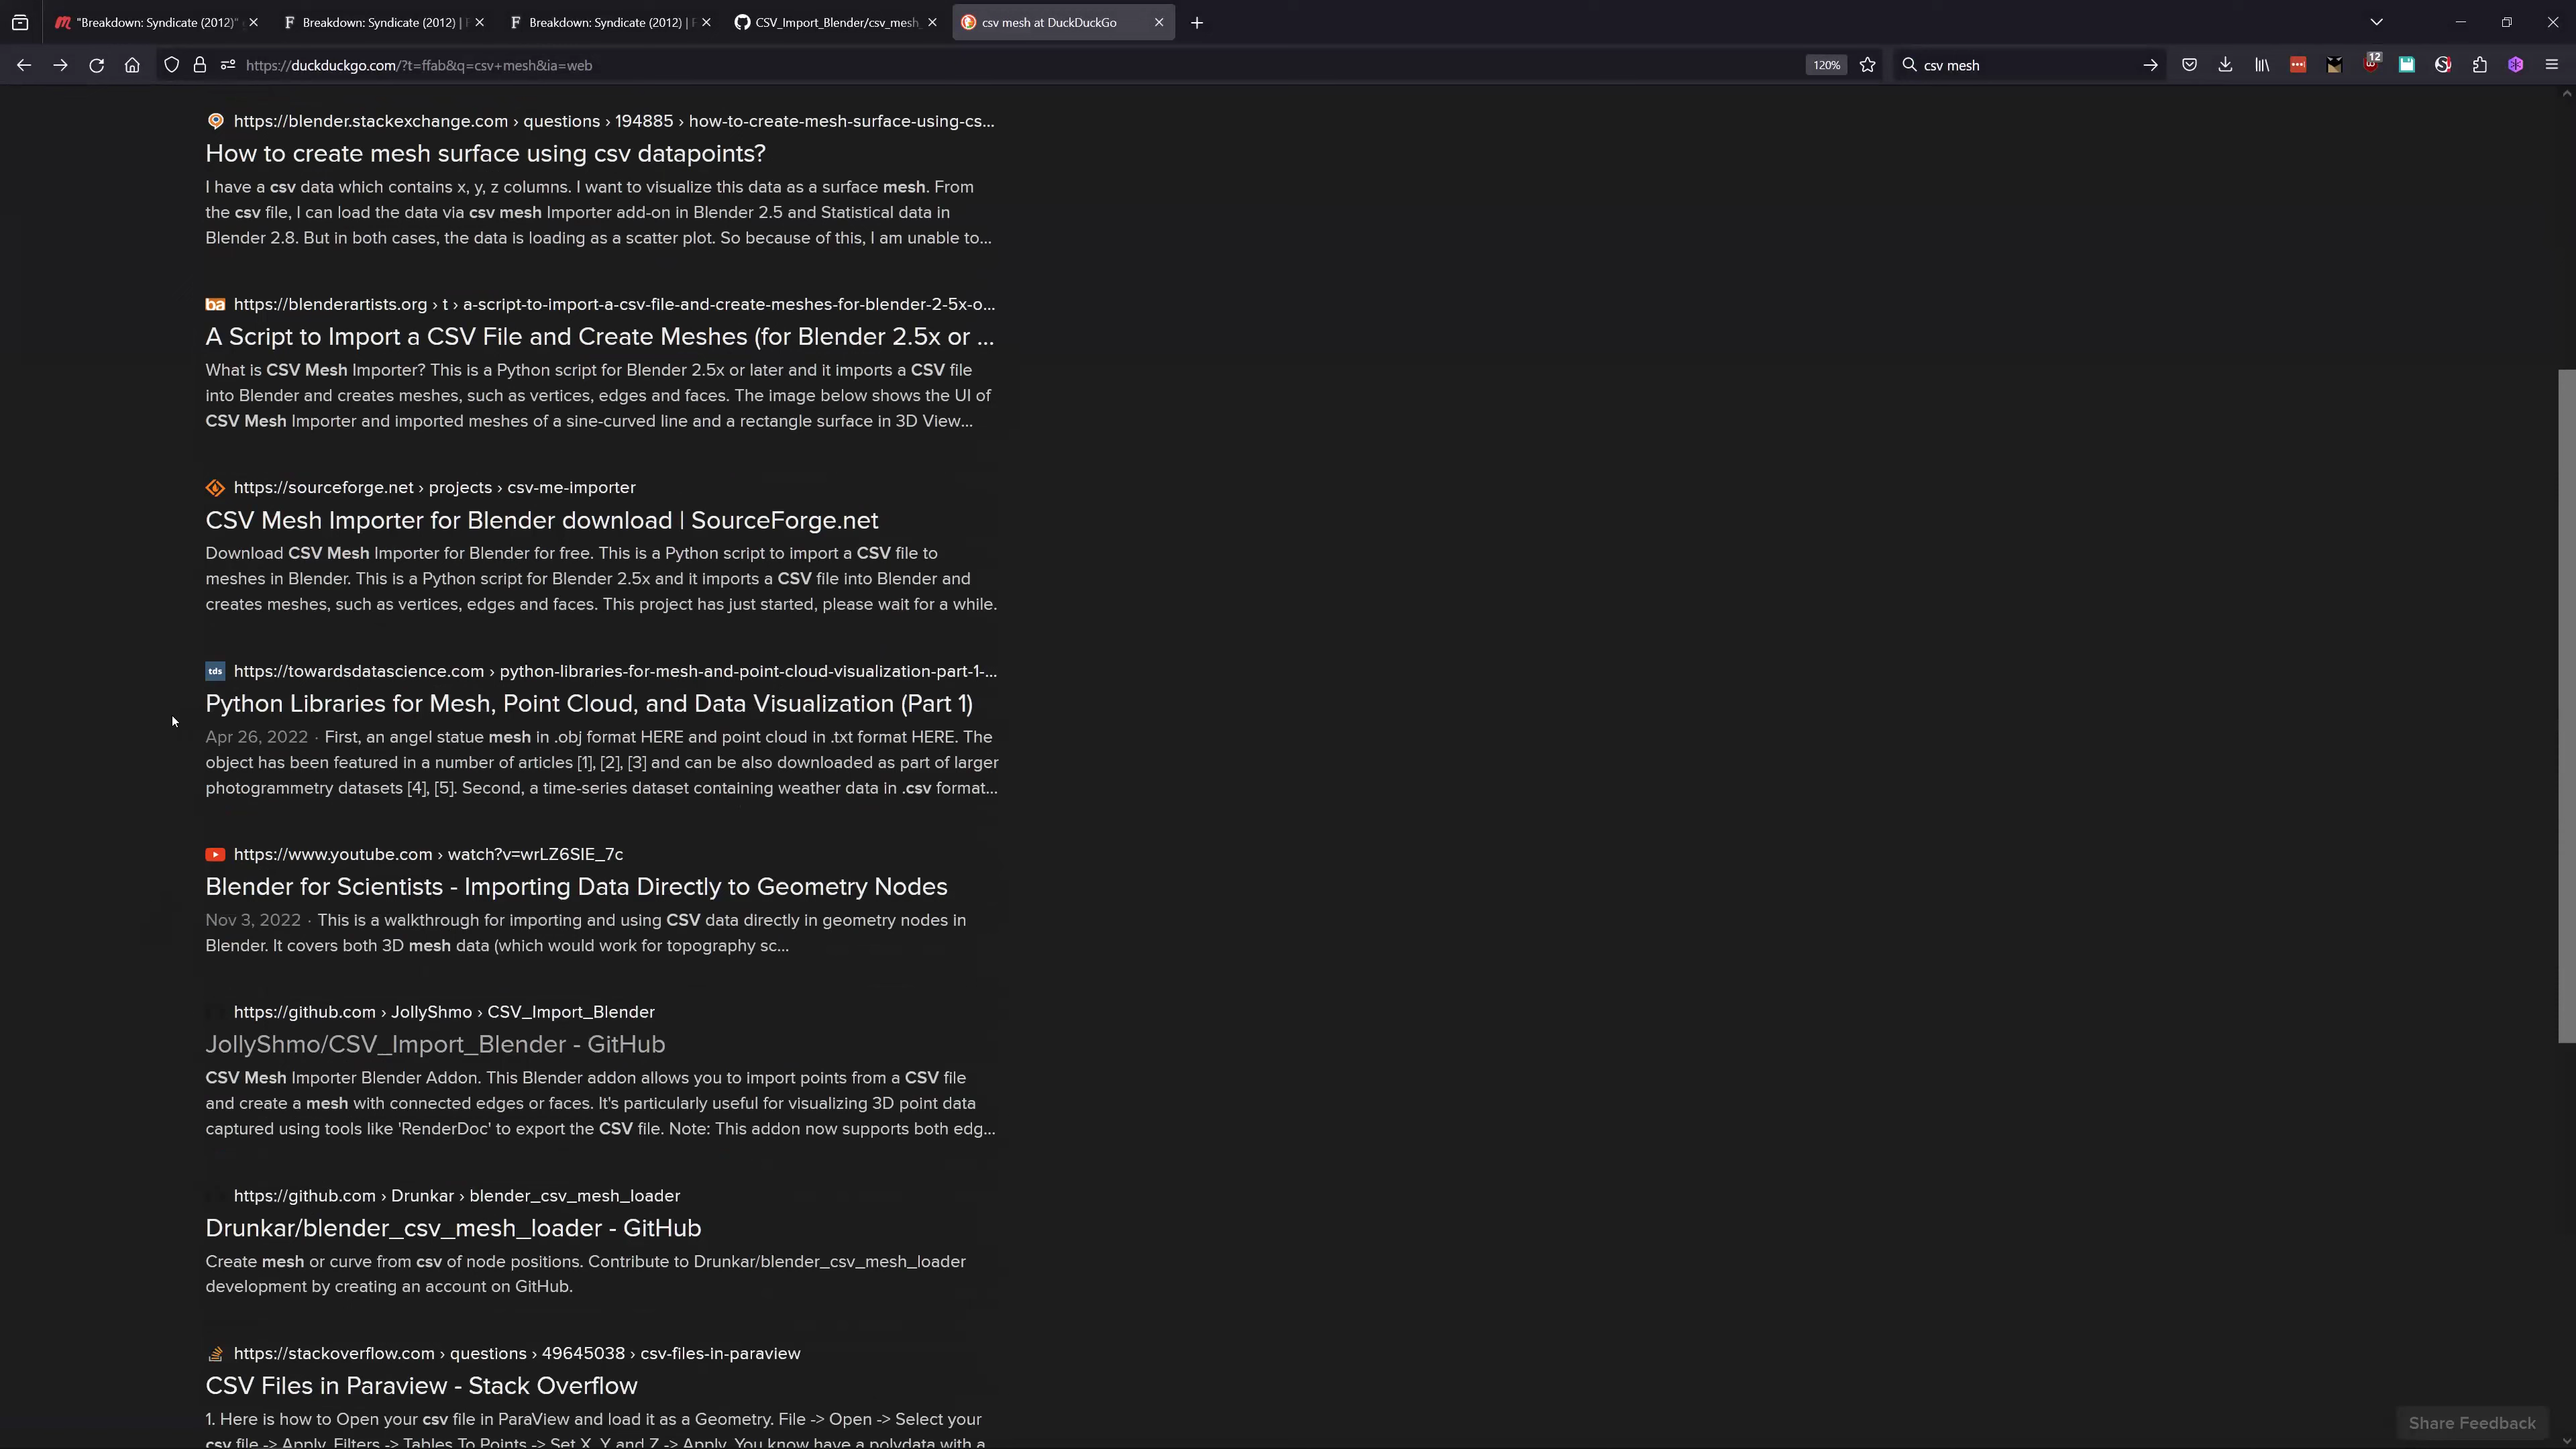 "Breakdown: Syndicate (2012)"
Breakdown: Syndicate (2012) |
Breakdown: Syndicate (2012) |
CSV_Import_Blender/csv_mesh_
csv mesh at DuckDuckGo
https://duckduckgo.com/?t=ffab&q=csv+mesh&ia=web
120%
csv mesh
12
https://blender.stackexchange.com › questions › 194885 › how-to-create-mesh-surface-using-cs...
How to create mesh surface using csv datapoints?
I have a csv data which contains x, y, z columns. I want to visualize this data as a surface mesh. From
the csv file, I can load the data via csv mesh Importer add-on in Blender 2.5 and Statistical data in
Blender 2.8. But in both cases, the data is loading as a scatter plot. So because of this, I am unable to...
ba https://blenderartists.org › t › a-script-to-import-a-csv-file-and-create-meshes-for-blender-2-5x-o...
A Script to Import a CSV File and Create Meshes (for Blender 2.5x or ...
What is CSV Mesh Importer? This is a Python script for Blender 2.5x or later and it imports a CSV file
into Blender and creates meshes, such as vertices, edges and faces. The image below shows the UI of
CSV Mesh Importer and imported meshes of a sine-curved line and a rectangle surface in 3D View...
https://sourceforge.net › projects › csv-me-importer
CSV Mesh Importer for Blender download | SourceForge.net
Download CSV Mesh Importer for Blender for free. This is a Python script to import a CSV file to
meshes in Blender. This is a Python script for Blender 2.5x and it imports a CSV file into Blender and
creates meshes, such as vertices, edges and faces. This project has just started, please wait for a while.
tds https://towardsdatascience.com › python-libraries-for-mesh-and-point-cloud-visualization-part-1-...
Python Libraries for Mesh, Point Cloud, and Data Visualization (Part 1)
Apr 26, 2022 · First, an angel statue mesh in .obj format HERE and point cloud in .txt format HERE. The
object has been featured in a number of articles [1], [2], [3] and can be also downloaded as part of larger
photogrammetry datasets [4], [5]. Second, a time-series dataset containing weather data in .csv format...
https://www.youtube.com › watch?v=wrLZ6SIE_7c
Blender for Scientists - Importing Data Directly to Geometry Nodes
Nov 3, 2022 · This is a walkthrough for importing and using CSV data directly in geometry nodes in
Blender. It covers both 3D mesh data (which would work for topography sc...
https://github.com › JollyShmo › CSV_Import_Blender
JollyShmo/CSV_Import_Blender - GitHub
CSV Mesh Importer Blender Addon. This Blender addon allows you to import points from a CSV file
and create a mesh with connected edges or faces. It's particularly useful for visualizing 3D point data
captured using tools like 'RenderDoc' to export the CSV file. Note: This addon now supports both edg...
https://github.com › Drunkar › blender_csv_mesh_loader
Drunkar/blender_csv_mesh_loader - GitHub
Create mesh or curve from csv of node positions. Contribute to Drunkar/blender_csv_mesh_loader
development by creating an account on GitHub.
https://stackoverflow.com › questions › 49645038 › csv-files-in-paraview
CSV Files in Paraview - Stack Overflow
1. Here is how to Open your csv file in ParaView and load it as a Geometry. File -> Open -> Select your
csv file -> Apply. Filters -> Tables To Points -> Set X, Y and Z -> Apply. You know have a polydata with a
Share Feedback